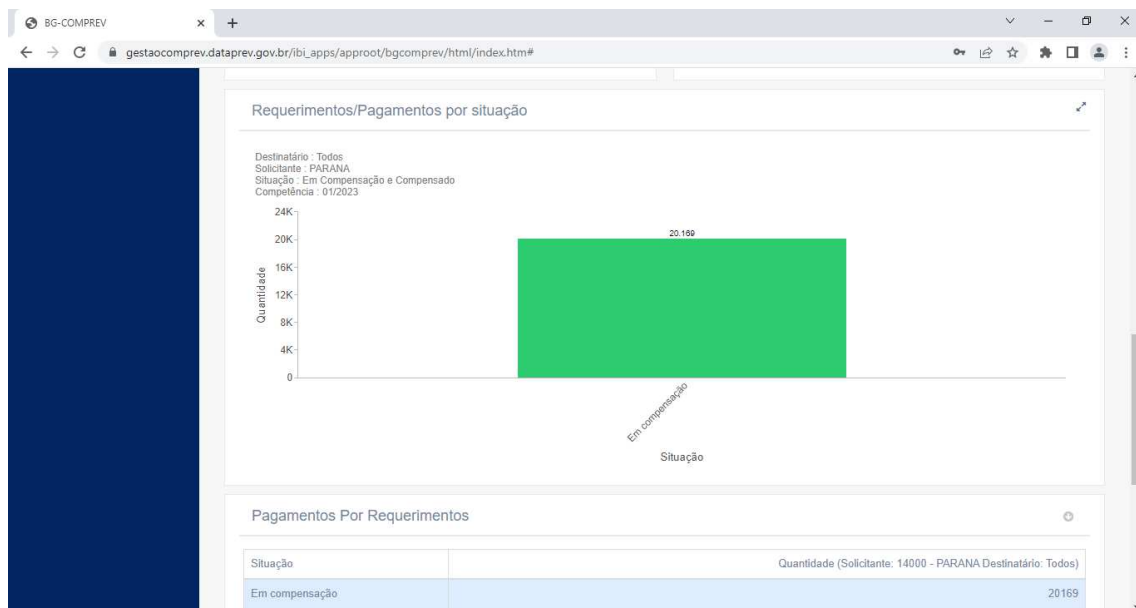 BG-COMPREV
gestaocomprev.dataprev.gov.br/ibi_apps/approot/bgcomprev/html/index.htm#
Requerimentos/Pagamentos por situação
Destinatário : Todos
Solicitante : PARANA
Situação : Em Compensação e Compensado
Competência : 01/2023
24K
20K
16K
12K
8K
4K
0
Quantidade
20.169
Em compensação
Situação
Pagamentos Por Requerimentos
Situação Quantidade (Solicitante: 14000 - PARANA Destinatário: Todos)
Em compensação 20169